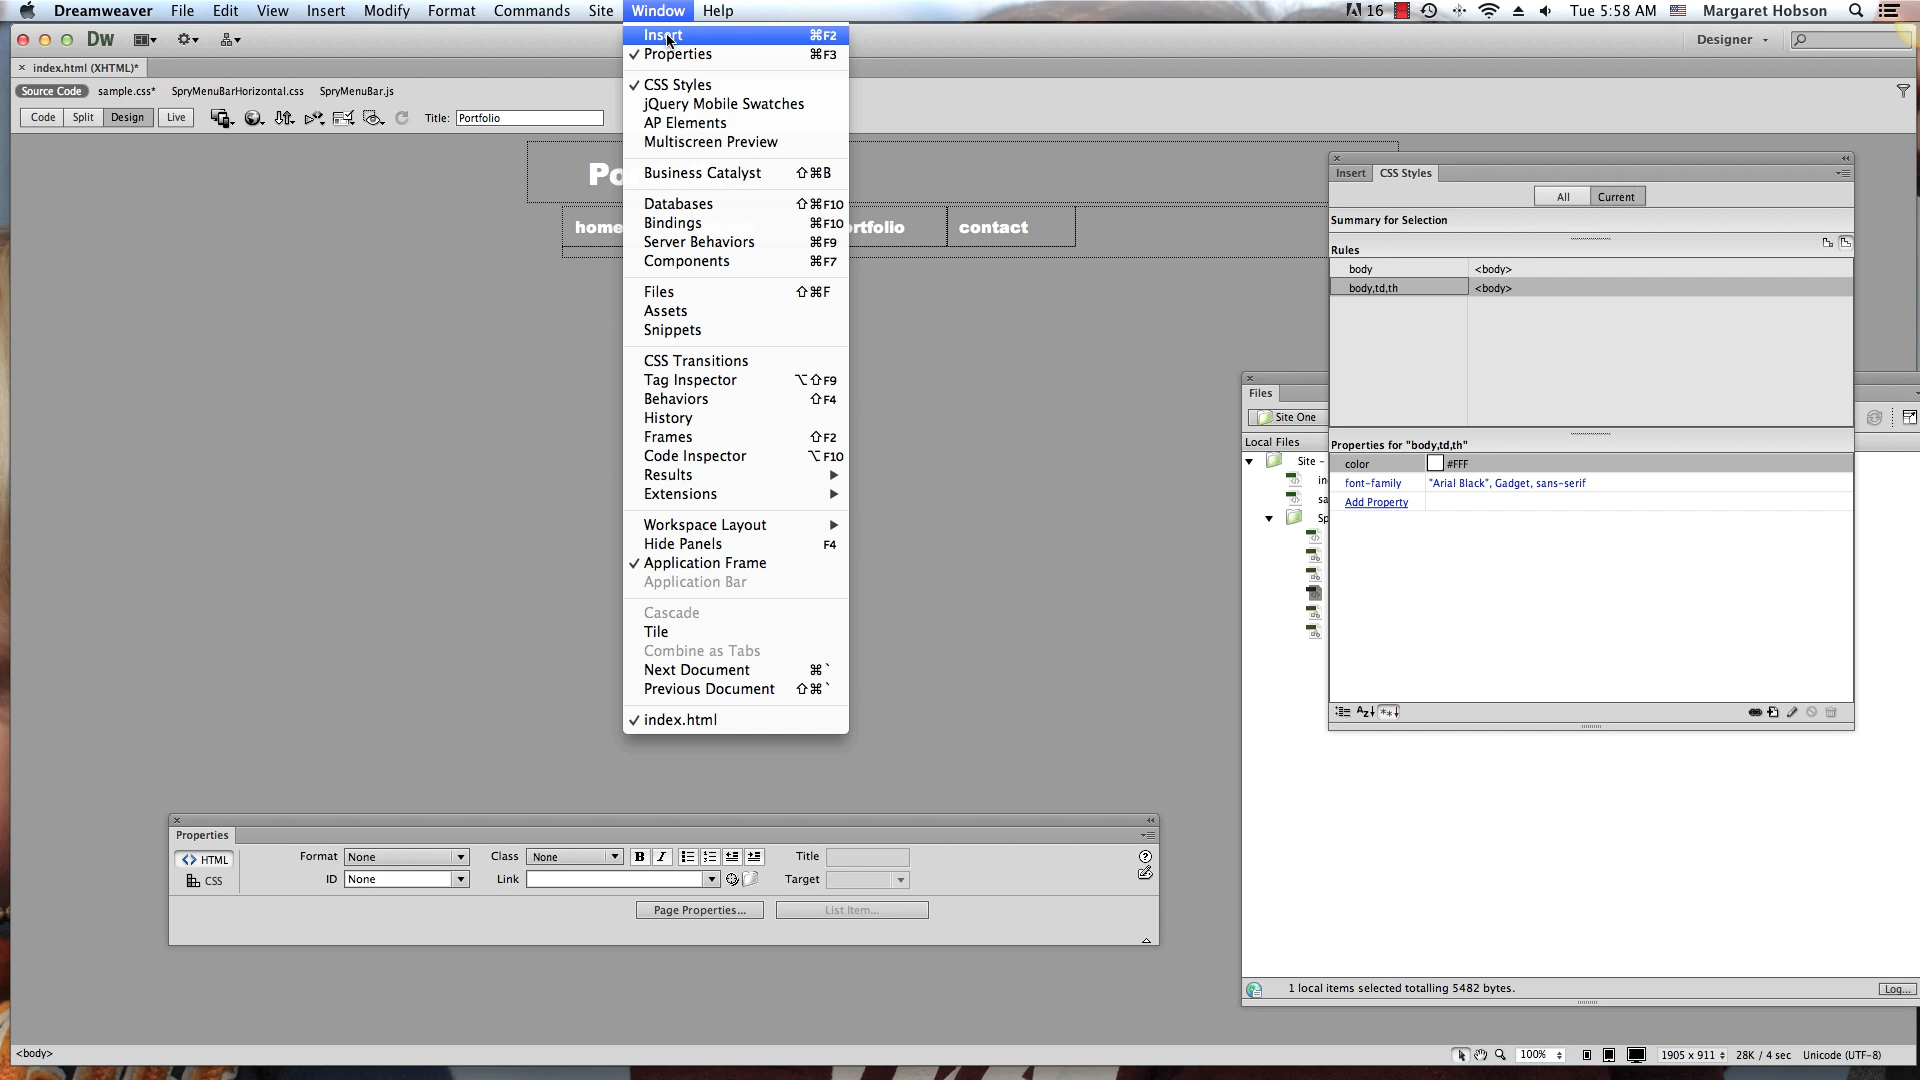 Dreamweaver File Edit View Insert Modify Format Commands Site Window Help 16 Tue 5:58 AM Margaret Hobson
Dw Designer
index.html (XHTML)*
Source Code sample.css* SpryMenuBarHorizontal.css SpryMenuBar.js
Code Split Design Live Title: Portfolio
Insert ⌘F2
Properties ⌘F3
CSS Styles
jQuery Mobile Swatches
AP Elements
Multiscreen Preview
Business Catalyst ⇧⌘B
Databases ⇧⌘F10
Bindings ⌘F10
Server Behaviors ⌘F9
Components ⌘F7
Files ⇧⌘F
Assets
Snippets
CSS Transitions
Tag Inspector ⌥⇧F9
Behaviors ⇧F4
History
Frames ⇧F2
Code Inspector ⌥F10
Results
Extensions
Workspace Layout
Hide Panels F4
Application Frame
Application Bar
Cascade
Tile
Combine as Tabs
Next Document ⌘`
Previous Document ⇧⌘`
index.html
Po
home rtfolio contact
Insert CSS Styles
All Current
Summary for Selection
Rules
body <body>
body,td,th <body>
Properties for "body,td,th"
color #FFF
font-family "Arial Black", Gadget, sans-serif
Add Property
Files
Site One
Local Files
Site -
in
sa
Sp
1 local items selected totalling 5482 bytes. Log...
Properties
HTML Format None Class None B I Title
CSS ID None Link Target
Page Properties... List Item...
<body> 100% 1905 x 911 28K / 4 sec Unicode (UTF-8)